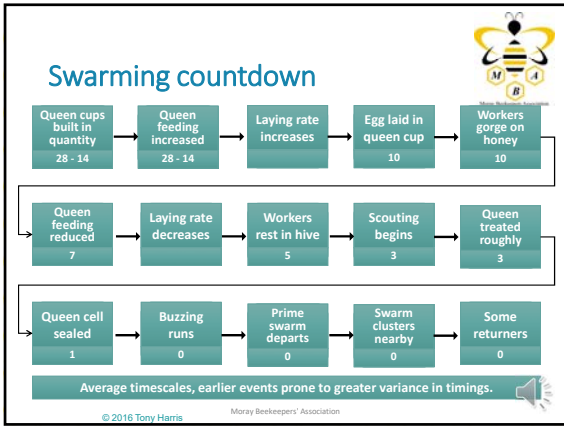 Swarming countdown
M A
B
Moray Beekeepers' Association
Queen cups
built in
quantity
28 - 14
Queen
feeding
increased
28 - 14
Laying rate
increases
Egg laid in
queen cup
10
Workers
gorge on
honey
10
Queen
feeding
reduced
7
Laying rate
decreases
Workers
rest in hive
5
Scouting
begins
3
Queen
treated
roughly
3
Queen cell
sealed
1
Buzzing
runs
0
Prime
swarm
departs
0
Swarm
clusters
nearby
0
Some
returners
0
Average timescales, earlier events prone to greater variance in timings.
© 2016 Tony Harris
Moray Beekeepers' Association